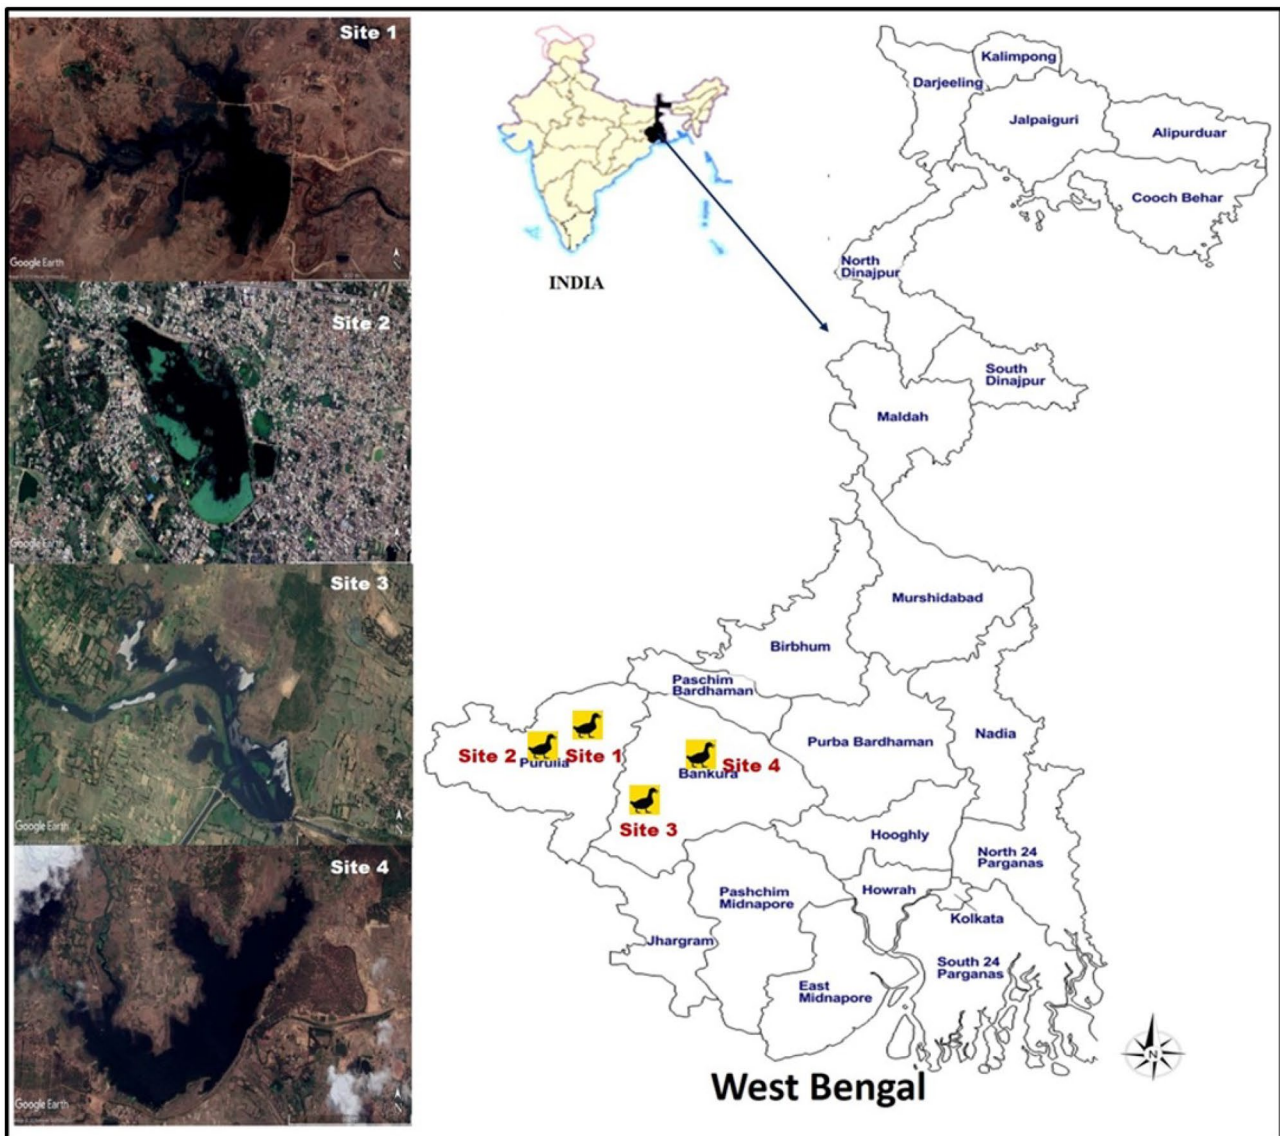 Site 1
Google Earth
Site 2
Google Earth
Site 3
Google Earth
Site 4
Google Earth
INDIA
Kalimpong
Darjeeling
Jalpaiguri
Alipurduar
Cooch Behar
North
Dinajpur
South
Dinajpur
Maldah
Murshidabad
Birbhum
Paschim
Bardhaman
Purba Bardhaman
Nadia
Site 2
Purulia
Site 1
Bankura
Site 4
Site 3
Hooghly
North 24
Parganas
Pashchim
Midnapore
Howrah
Kolkata
Jhargram
South 24
Parganas
East
Midnapore
N
West Bengal